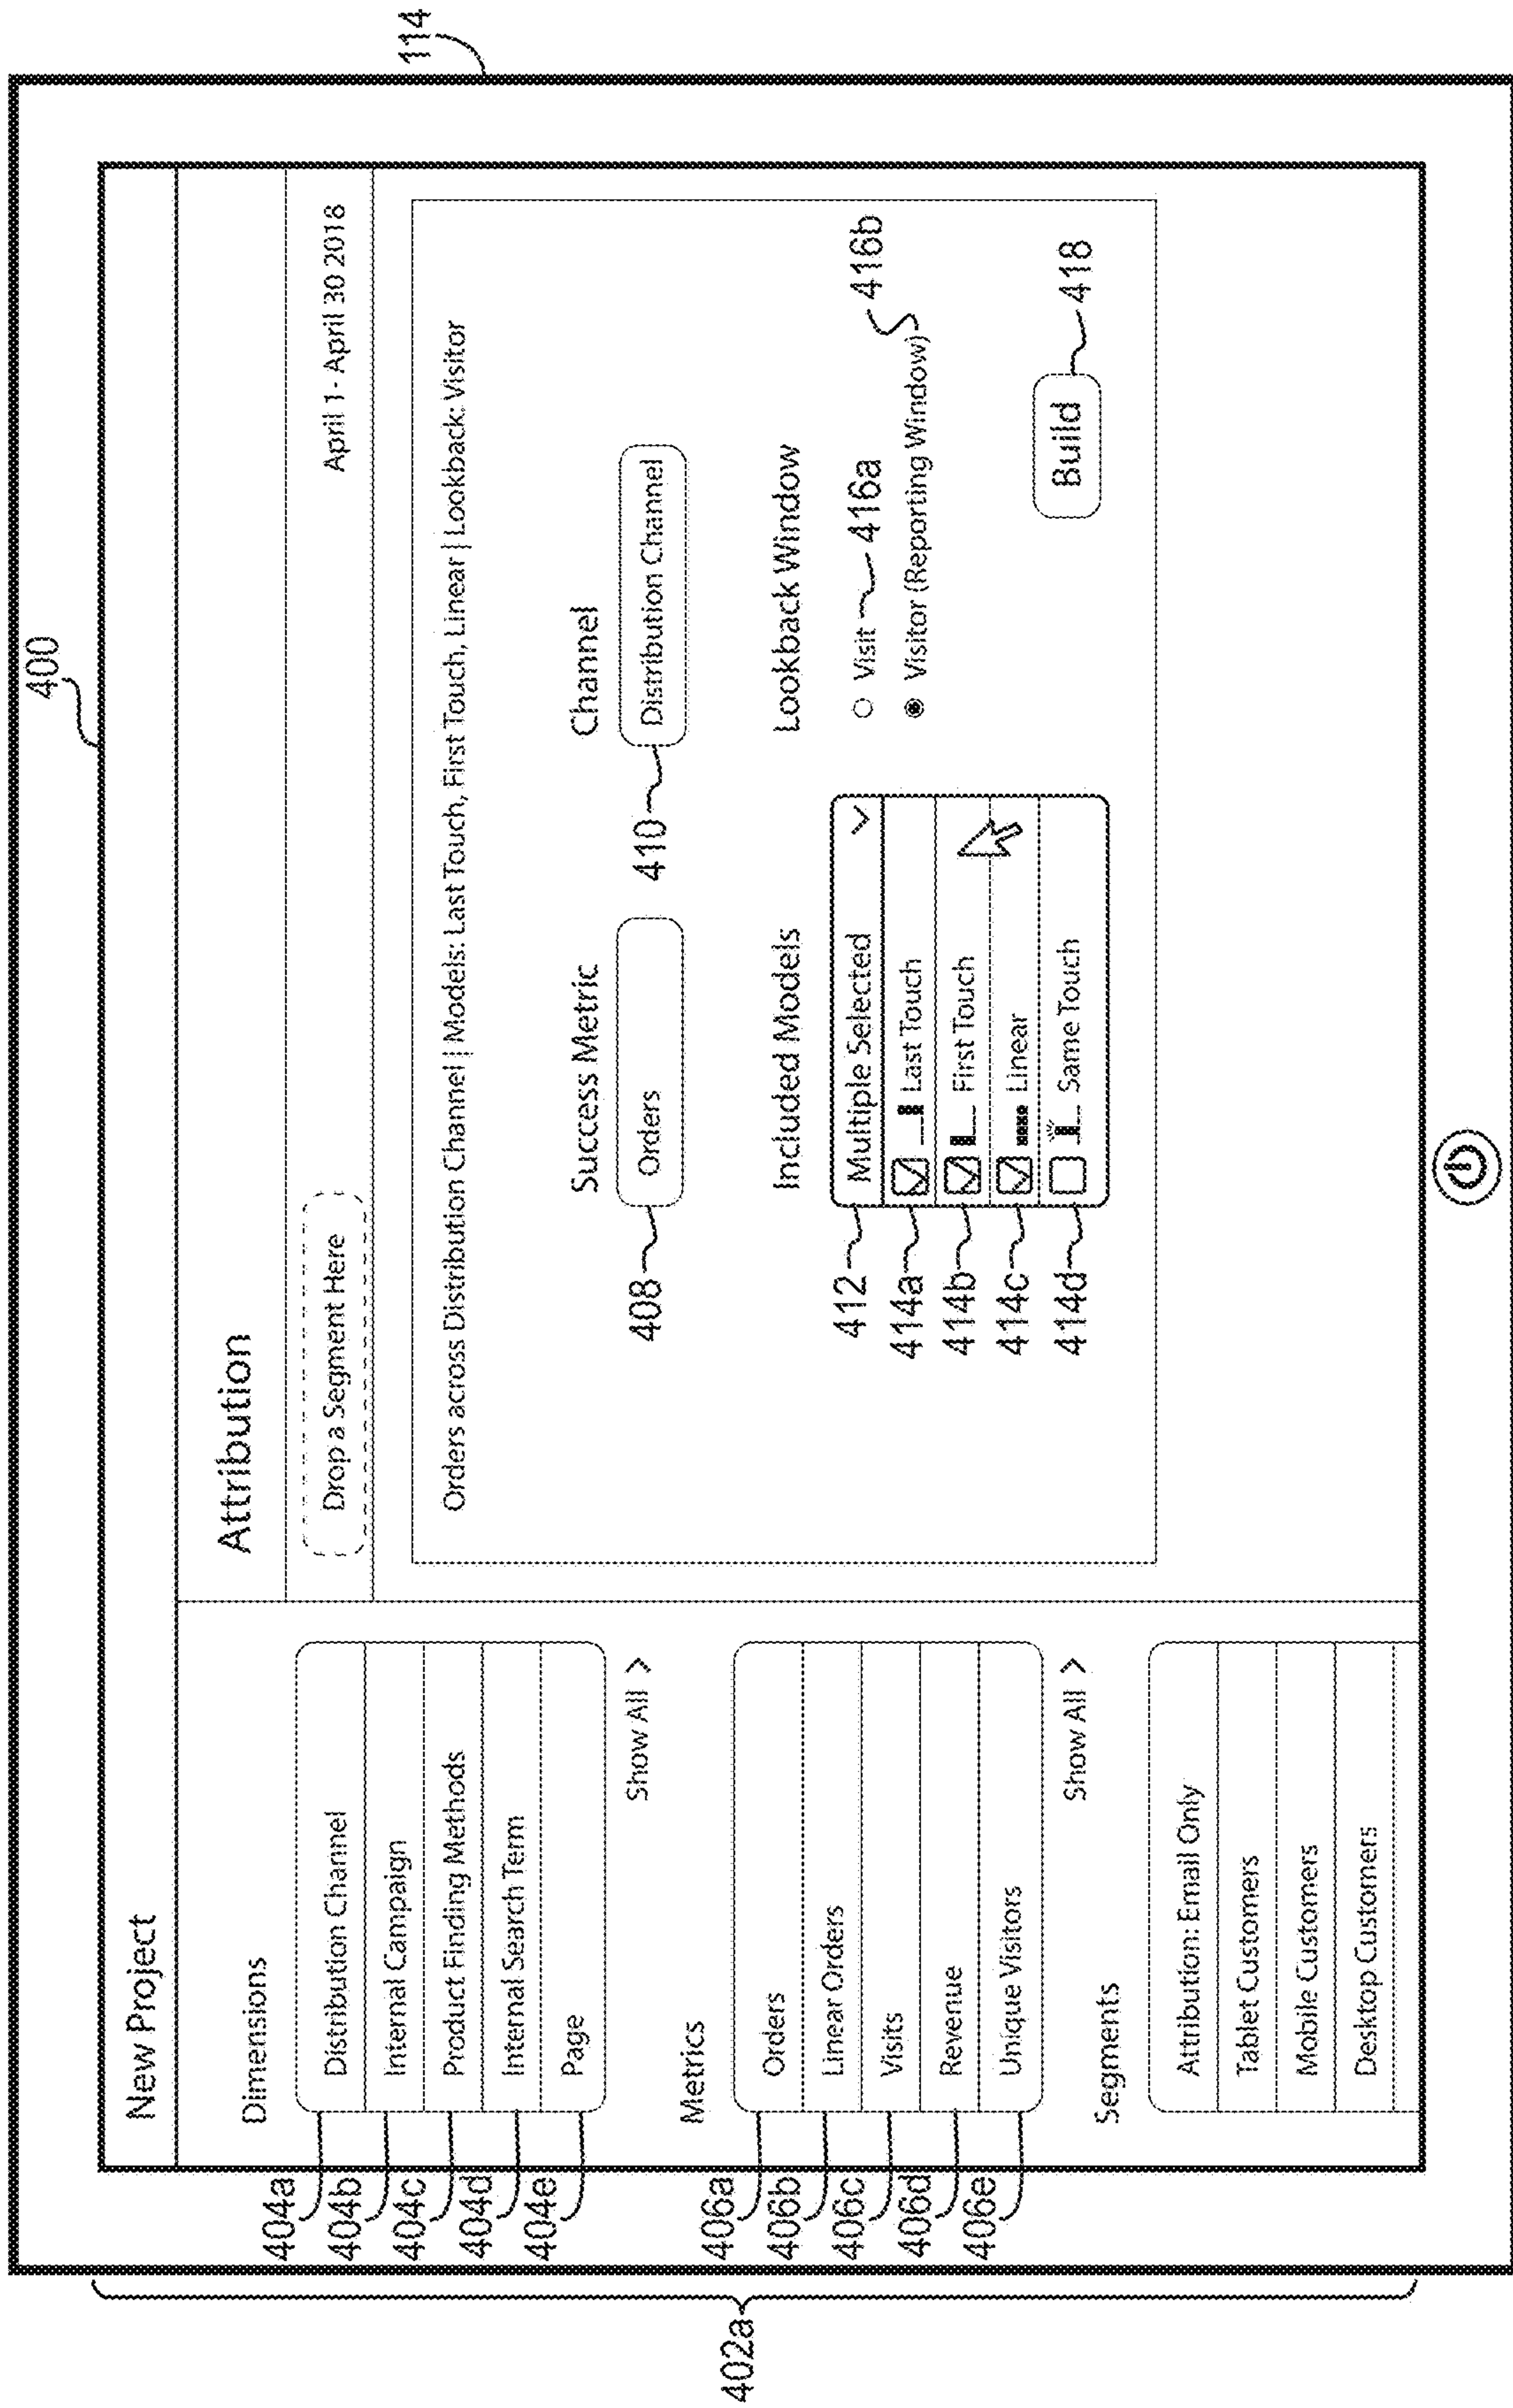 400
114
402a
New Project
Dimensions
404a
Distribution Channel
404b
Internal Campaign
404c
Product Finding Methods
404d
Internal Search Term
404e
Page
Show All >
Metrics
406a
Orders
406b
Linear Orders
406c
Visits
406d
Revenue
406e
Unique Visitors
Show All >
Segments
Attribution: Email Only
Tablet Customers
Mobile Customers
Desktop Customers
Attribution
Drop a Segment Here
April 1 - April 30 2018
Orders across Distribution Channel | Models: Last Touch, First Touch, Linear | Lookback: Visitor
Success Metric
Channel
408
Orders
410
Distribution Channel
Included Models
Lookback Window
412
Multiple Selected
414a
Last Touch
414b
First Touch
414c
Linear
414d
Same Touch
Visit
416a
Visitor (Reporting Window)
416b
Build
418